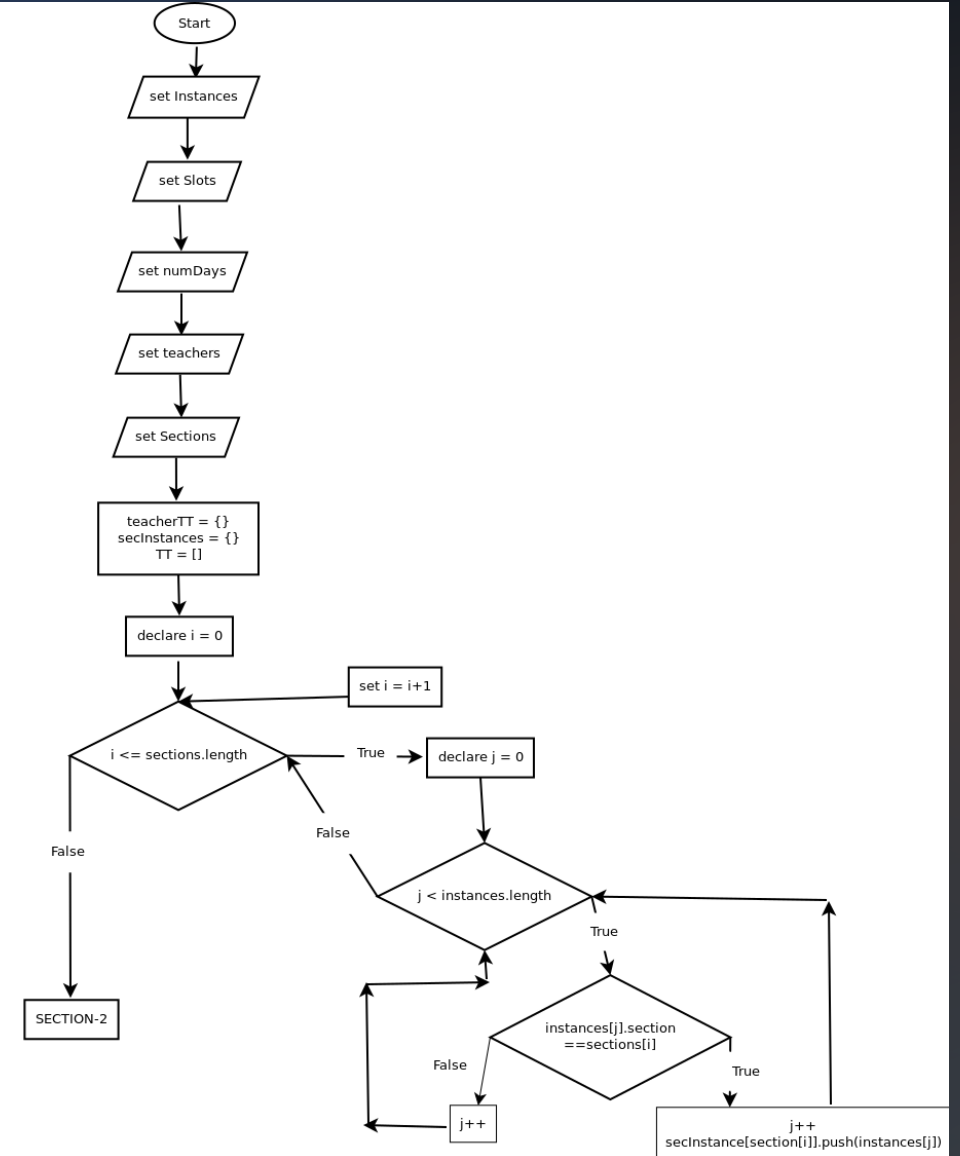 Start
set Instances
set Slots
set numDays
set teachers
set Sections
teacherTT = {}
secInstances = {}
TT = []
declare i = 0
set i = i+1
i <= sections.length
True
declare j = 0
False
False
j < instances.length
True
SECTION-2
instances[j].section
==sections[i]
False
True
j++
j++
secInstance[section[i]].push(instances[j])